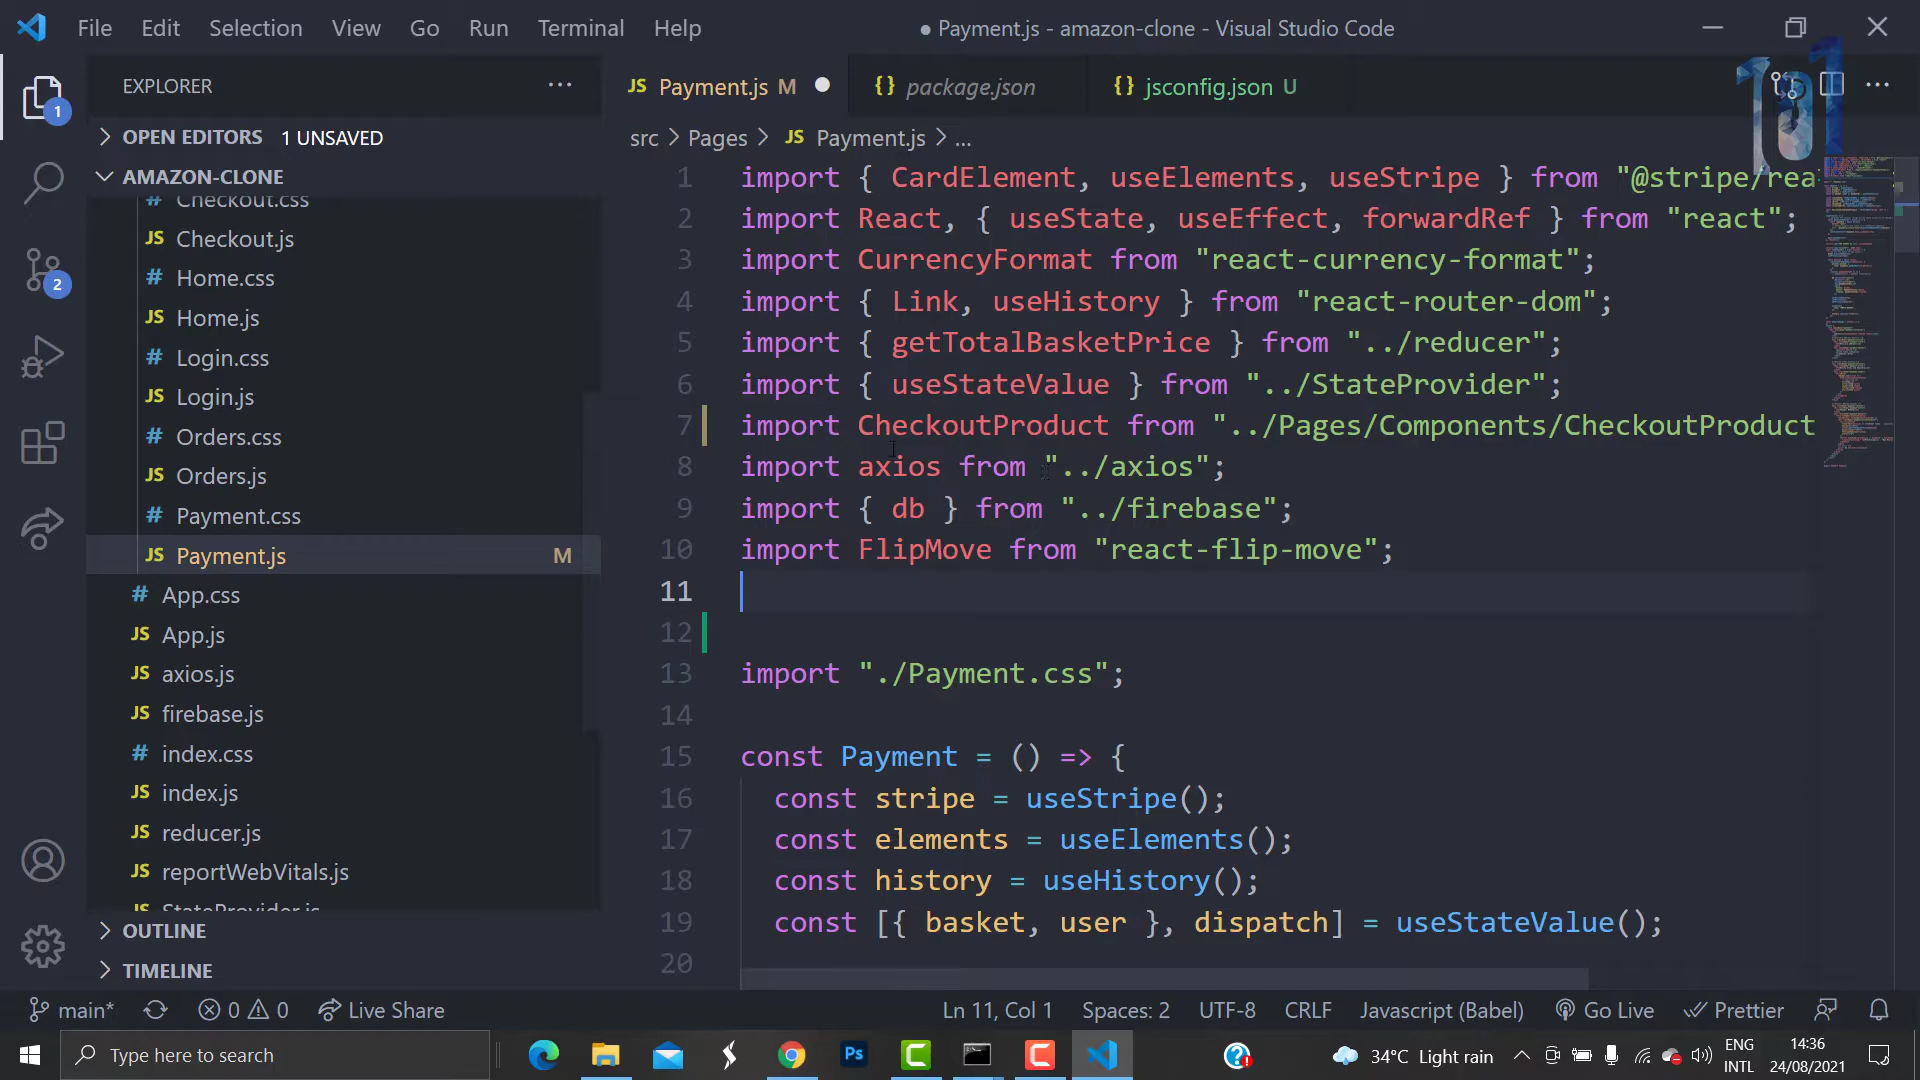 File Edit Selection View Go Run Terminal Help
● Payment.js - amazon-clone - Visual Studio Code
EXPLORER
OPEN EDITORS 1 UNSAVED
AMAZON-CLONE
# Checkout.css
JS Checkout.js
# Home.css
JS Home.js
# Login.css
JS Login.js
# Orders.css
JS Orders.js
# Payment.css
JS Payment.js M
# App.css
JS App.js
JS axios.js
JS firebase.js
# index.css
JS index.js
JS reducer.js
JS reportWebVitals.js
JS StateProvider.js
OUTLINE
TIMELINE
1
2
JS Payment.js M
{} package.json
{} jsconfig.json U
101
src > Pages > JS Payment.js > ...
1 import { CardElement, useElements, useStripe } from "@stripe/rea
2 import React, { useState, useEffect, forwardRef } from "react";
3 import CurrencyFormat from "react-currency-format";
4 import { Link, useHistory } from "react-router-dom";
5 import { getTotalBasketPrice } from "../reducer";
6 import { useStateValue } from "../StateProvider";
7 import CheckoutProduct from "../Pages/Components/CheckoutProduct
8 import axios from "../axios";
9 import { db } from "../firebase";
10 import FlipMove from "react-flip-move";
11
12
13 import "./Payment.css";
14
15 const Payment = () => {
16 const stripe = useStripe();
17 const elements = useElements();
18 const history = useHistory();
19 const [{ basket, user }, dispatch] = useStateValue();
20
main* 0 0 Live Share
Ln 11, Col 1 Spaces: 2 UTF-8 CRLF Javascript (Babel) Go Live Prettier
Type here to search
Ps
34°C Light rain
ENG
INTL
14:36
24/08/2021